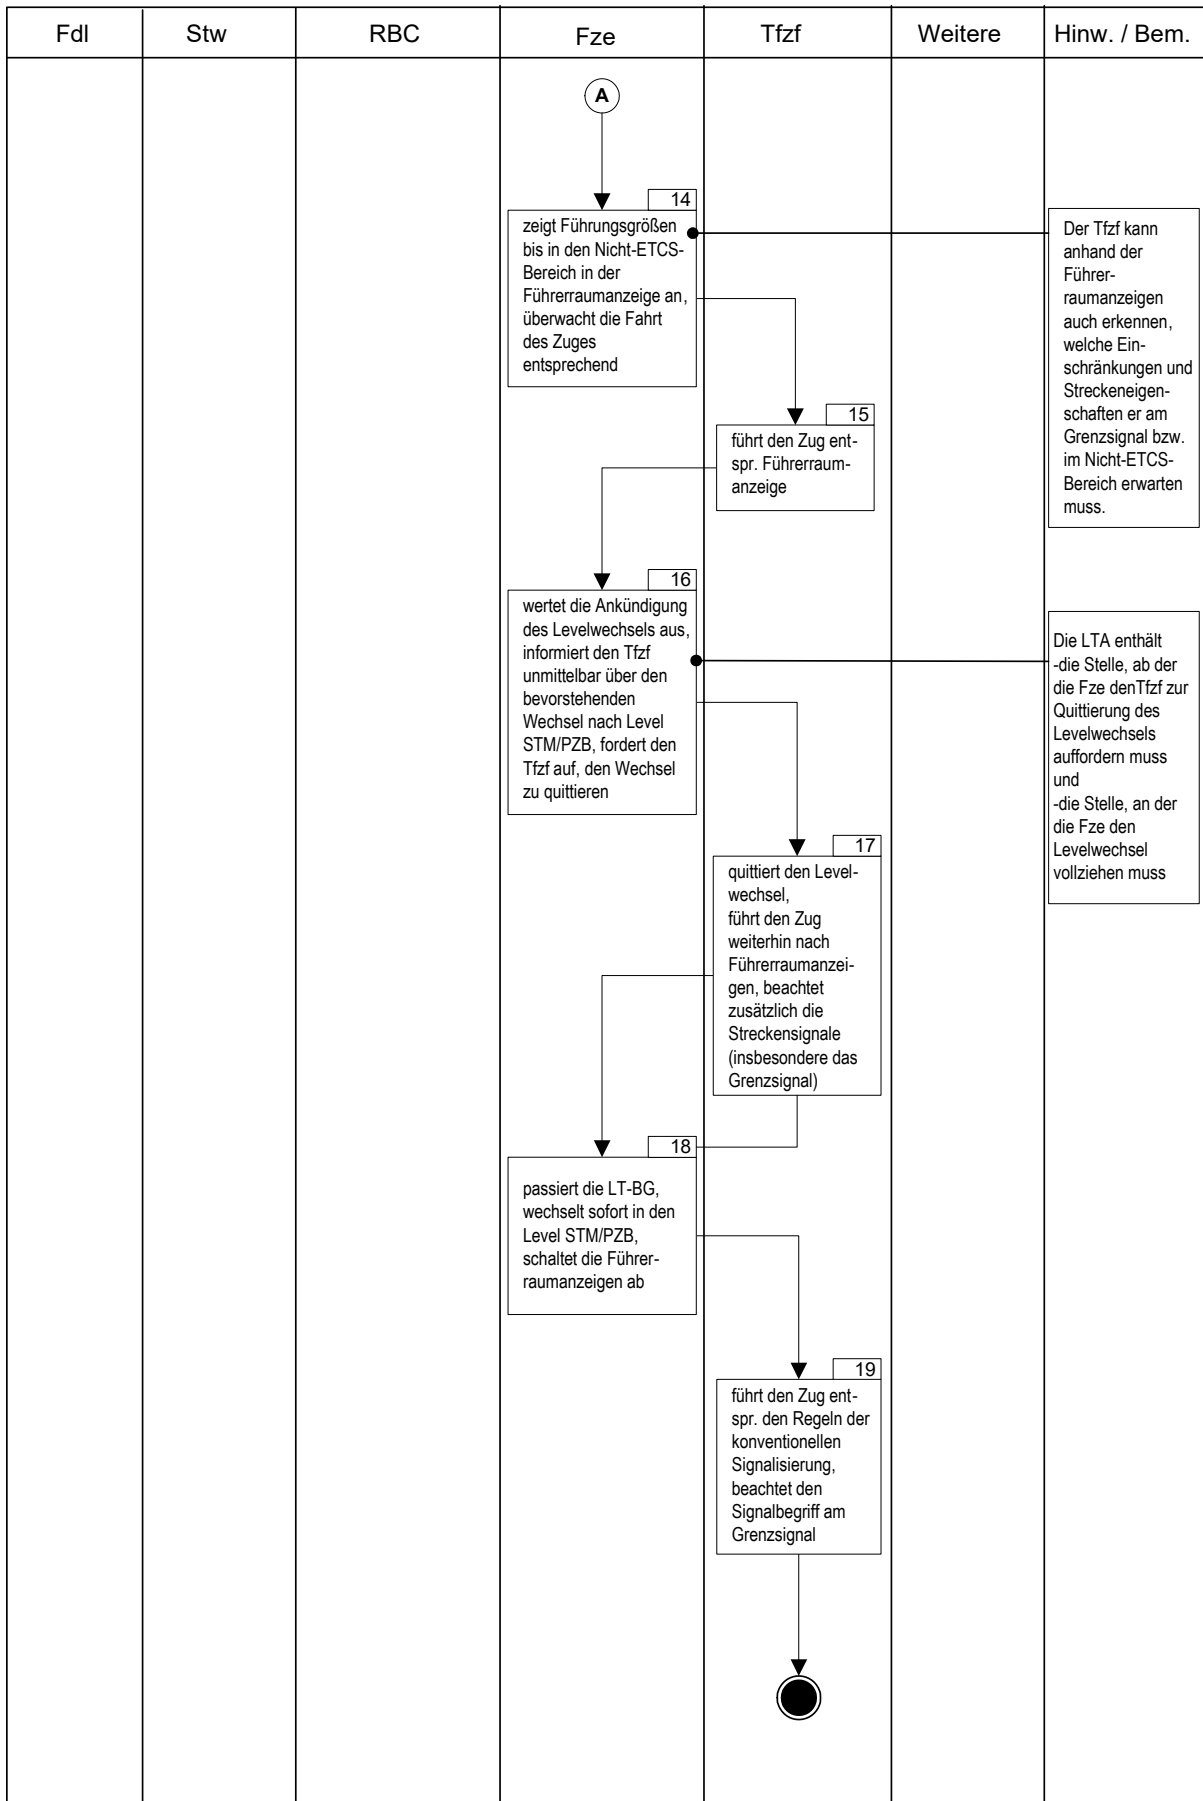 Fdl
Stw
RBC
Fze
Tfzf
Weitere
Hinw. / Bem.
A
14
zeigt Führungsgrößen
bis in den Nicht-ETCS-
Bereich in der
Führerraumanzeige an,
überwacht die Fahrt
des Zuges
entsprechend
Der Tfzf kann
anhand der
Führer-
raumanzeigen
auch erkennen,
welche Ein-
schränkungen und
Streckeneigen-
schaften er am
Grenzsignal bzw.
im Nicht-ETCS-
Bereich erwarten
muss.
15
führt den Zug ent-
spr. Führerraum-
anzeige
16
wertet die Ankündigung
des Levelwechsels aus,
informiert den Tfzf
unmittelbar über den
bevorstehenden
Wechsel nach Level
STM/PZB, fordert den
Tfzf auf, den Wechsel
zu quittieren
Die LTA enthält
-die Stelle, ab der
die Fze denTfzf zur
Quittierung des
Levelwechsels
auffordern muss
und
-die Stelle, an der
die Fze den
Levelwechsel
vollziehen muss
17
quittiert den Level-
wechsel,
führt den Zug
weiterhin nach
Führerraumanzei-
gen, beachtet
zusätzlich die
Streckensignale
(insbesondere das
Grenzsignal)
18
passiert die LT-BG,
wechselt sofort in den
Level STM/PZB,
schaltet die Führer-
raumanzeigen ab
19
führt den Zug ent-
spr. den Regeln der
konventionellen
Signalisierung,
beachtet den
Signalbegriff am
Grenzsignal